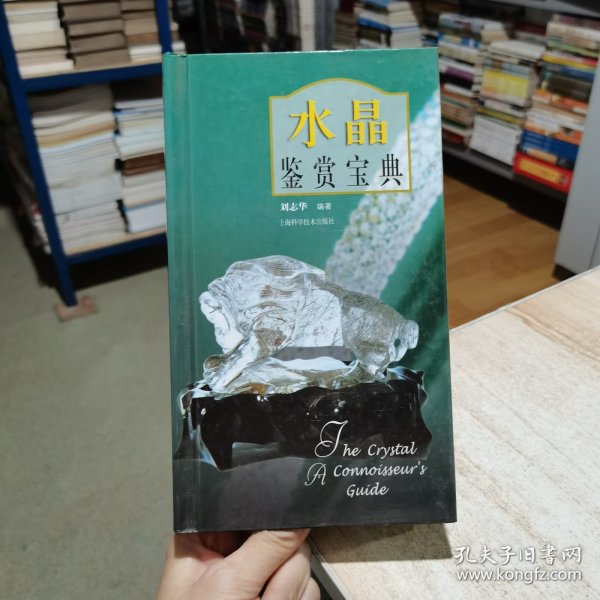 水晶
鉴赏宝典
刘志华 编著
上海科学技术出版社
The Crystal
A Connoisseur's
Guide
孔夫子旧书网
www.kongfz.com